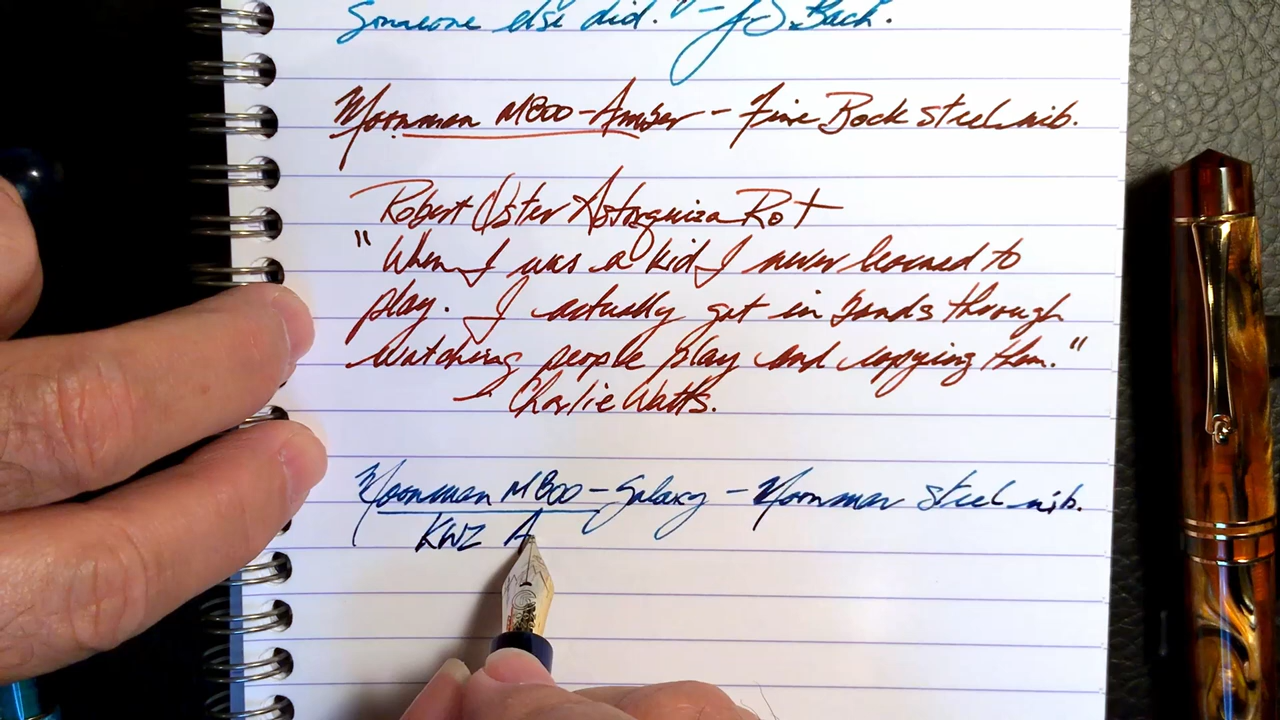 Someone else did." - J.S. Bach.
Moonman M800 - Amber - Fine Bock steel nib.
Robert Oster Astorquiza Rot
"When I was a kid I never learned to
play. I actually got in bands through
watching people play and copying them."
- Charlie Watts.
Moonman M800 - Galaxy - Moonman steel nib.
KWZ A